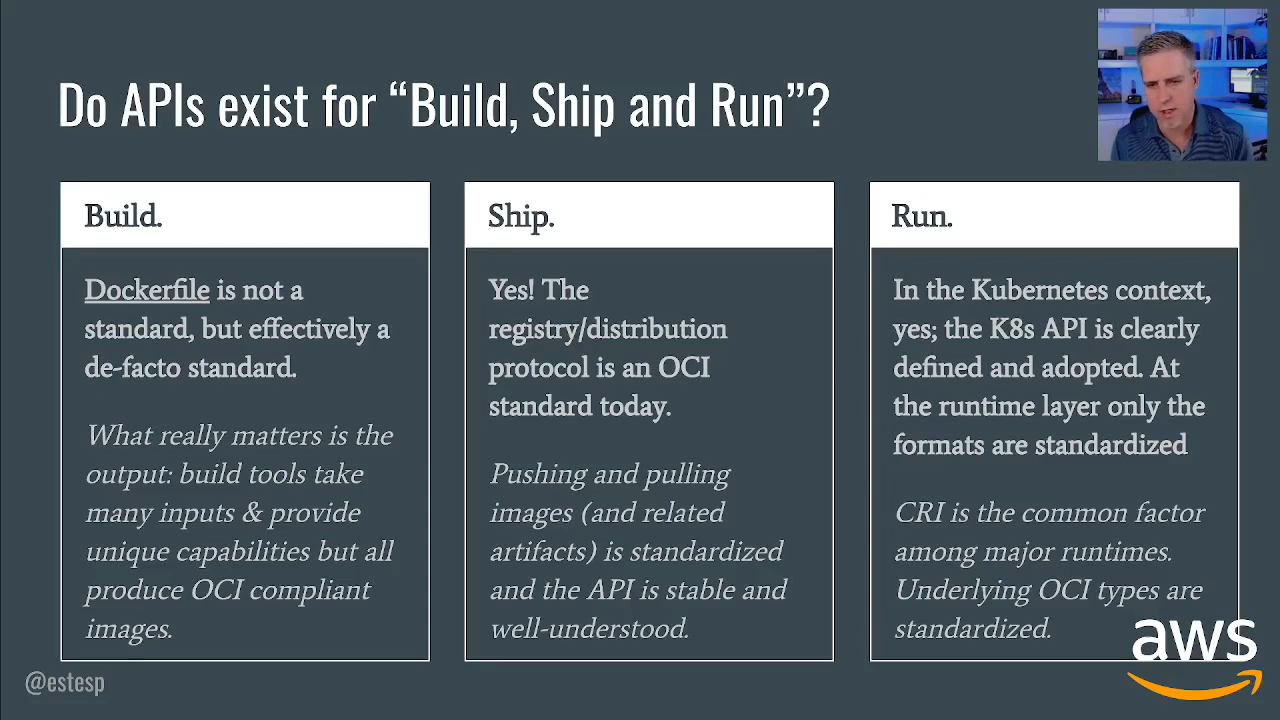 Do APIs exist for “Build, Ship and Run”?
Build.
Dockerfile is not a
standard, but effectively a
de-facto standard.
What really matters is the
output: build tools take
many inputs & provide
unique capabilities but all
produce OCI compliant
images.
Ship.
Yes! The
registry/distribution
protocol is an OCI
standard today.
Pushing and pulling
images (and related
artifacts) is standardized
and the API is stable and
well-understood.
Run.
In the Kubernetes context,
yes; the K8s API is clearly
defined and adopted. At
the runtime layer only the
formats are standardized
CRI is the common factor
among major runtimes.
Underlying OCI types are
standardized.
@estesp
aws